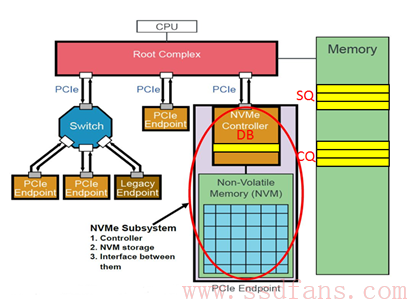 CPU
Root Complex
Memory
PCIe
PCIe
PCIe
SQ
CQ
Switch
PCIe
Endpoint
NVMe
Controller
DB
PCIe
Endpoint
PCIe
Endpoint
Legacy
Endpoint
Non-Volatile
Memory (NVM)
NVMe Subsystem
1. Controller
2. NVM storage
3. Interface between
them
PCIe Endpoint
www.ssdfans.com